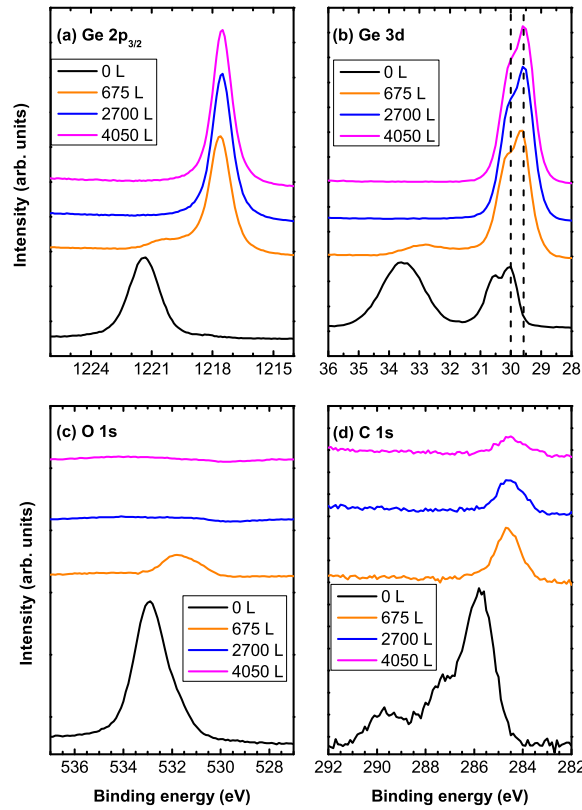 (a) Ge 2p3/2
0 L
675 L
2700 L
4050 L
1224 1221 1218 1215
(b) Ge 3d
0 L
675 L
2700 L
4050 L
36 35 34 33 32 31 30 29 28
Intensity (arb. units)
(c) O 1s
0 L
675 L
2700 L
4050 L
536 534 532 530 528
Binding energy (eV)
(d) C 1s
0 L
675 L
2700 L
4050 L
292 290 288 286 284 282
Binding energy (eV)
Intensity (arb. units)